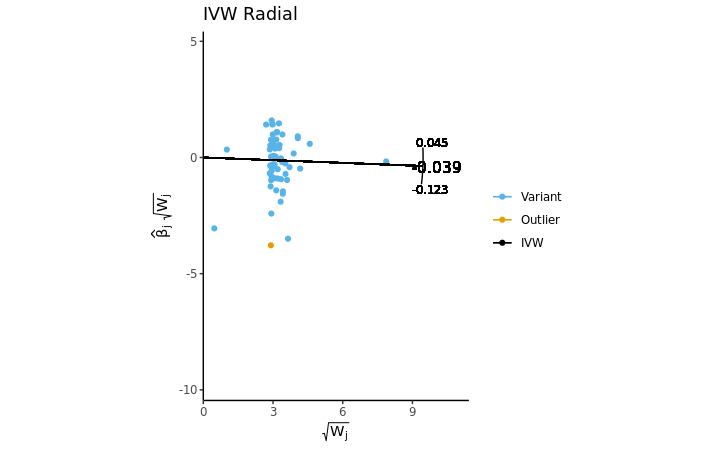 IVW Radial
5
0
-5
-10
β̂j √Wj
0.045
-0.039
-0.123
0
3
6
9
√Wj
Variant
Outlier
IVW